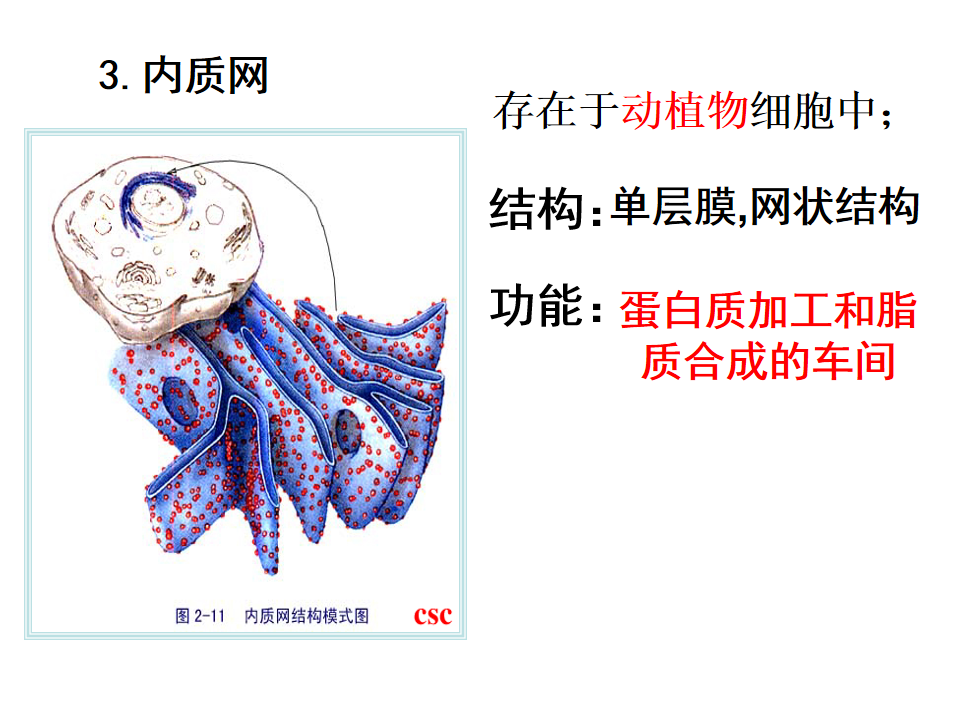 3.内质网
存在于动植物细胞中；
结构：单层膜,网状结构
功能：蛋白质加工和脂
质合成的车间
图 2-11 内质网结构模式图
csc